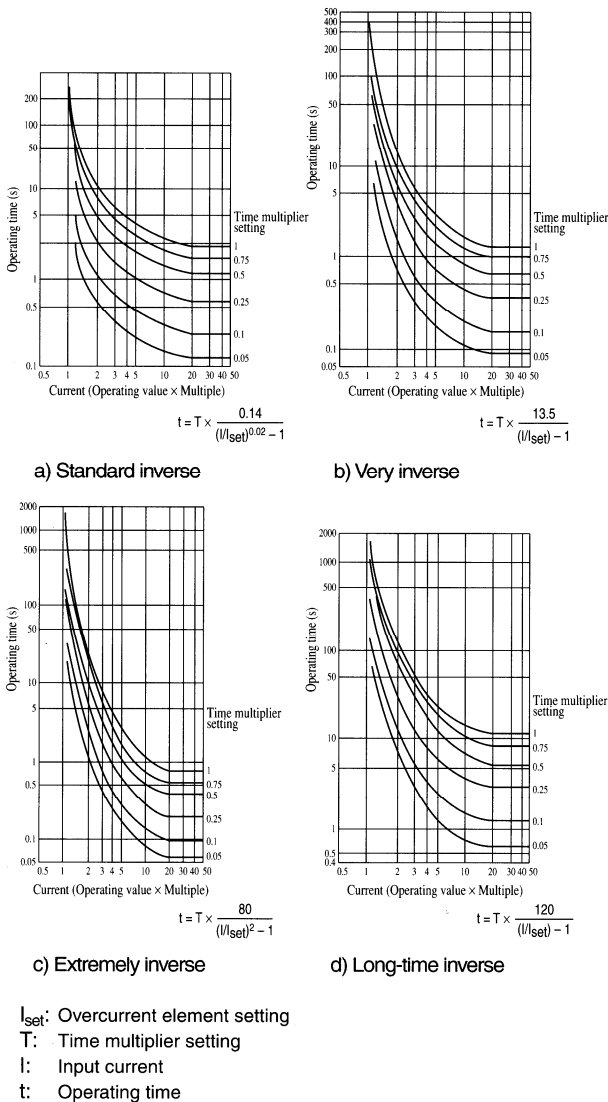 500
400
300
200
100
50
10
5
1
0.5
0.1
0.05
Operating time (s)
Time multiplier
setting
1
0.75
0.5
0.25
0.1
0.05
0.5 1 2 3 4 5 10 20 30 40 50
Current (Operating value × Multiple)
t = T × 13.5 / (I/Iset) – 1
b) Very inverse
200
100
50
10
5
1
0.5
0.1
Operating time (s)
Time multiplier
setting
1
0.75
0.5
0.25
0.1
0.05
0.5 1 2 3 4 5 10 20 30 40 50
Current (Operating value × Multiple)
t = T × 0.14 / (I/Iset)^0.02 – 1
a) Standard inverse
2000
1000
500
100
50
10
5
1
0.5
0.1
0.05
Operating time (s)
Time multiplier
setting
1
0.75
0.5
0.25
0.1
0.05
0.5 1 2 3 4 5 10 20 30 40 50
Current (Operating value × Multiple)
t = T × 80 / (I/Iset)² – 1
c) Extremely inverse
2000
1000
500
100
50
10
5
1
0.5
0.4
Operating time (s)
Time multiplier
setting
1
0.75
0.5
0.25
0.1
0.05
0.5 1 2 3 4 5 10 20 30 40 50
Current (Operating value × Multiple)
t = T × 120 / (I/Iset) – 1
d) Long-time inverse
Iset: Overcurrent element setting
T: Time multiplier setting
I: Input current
t: Operating time